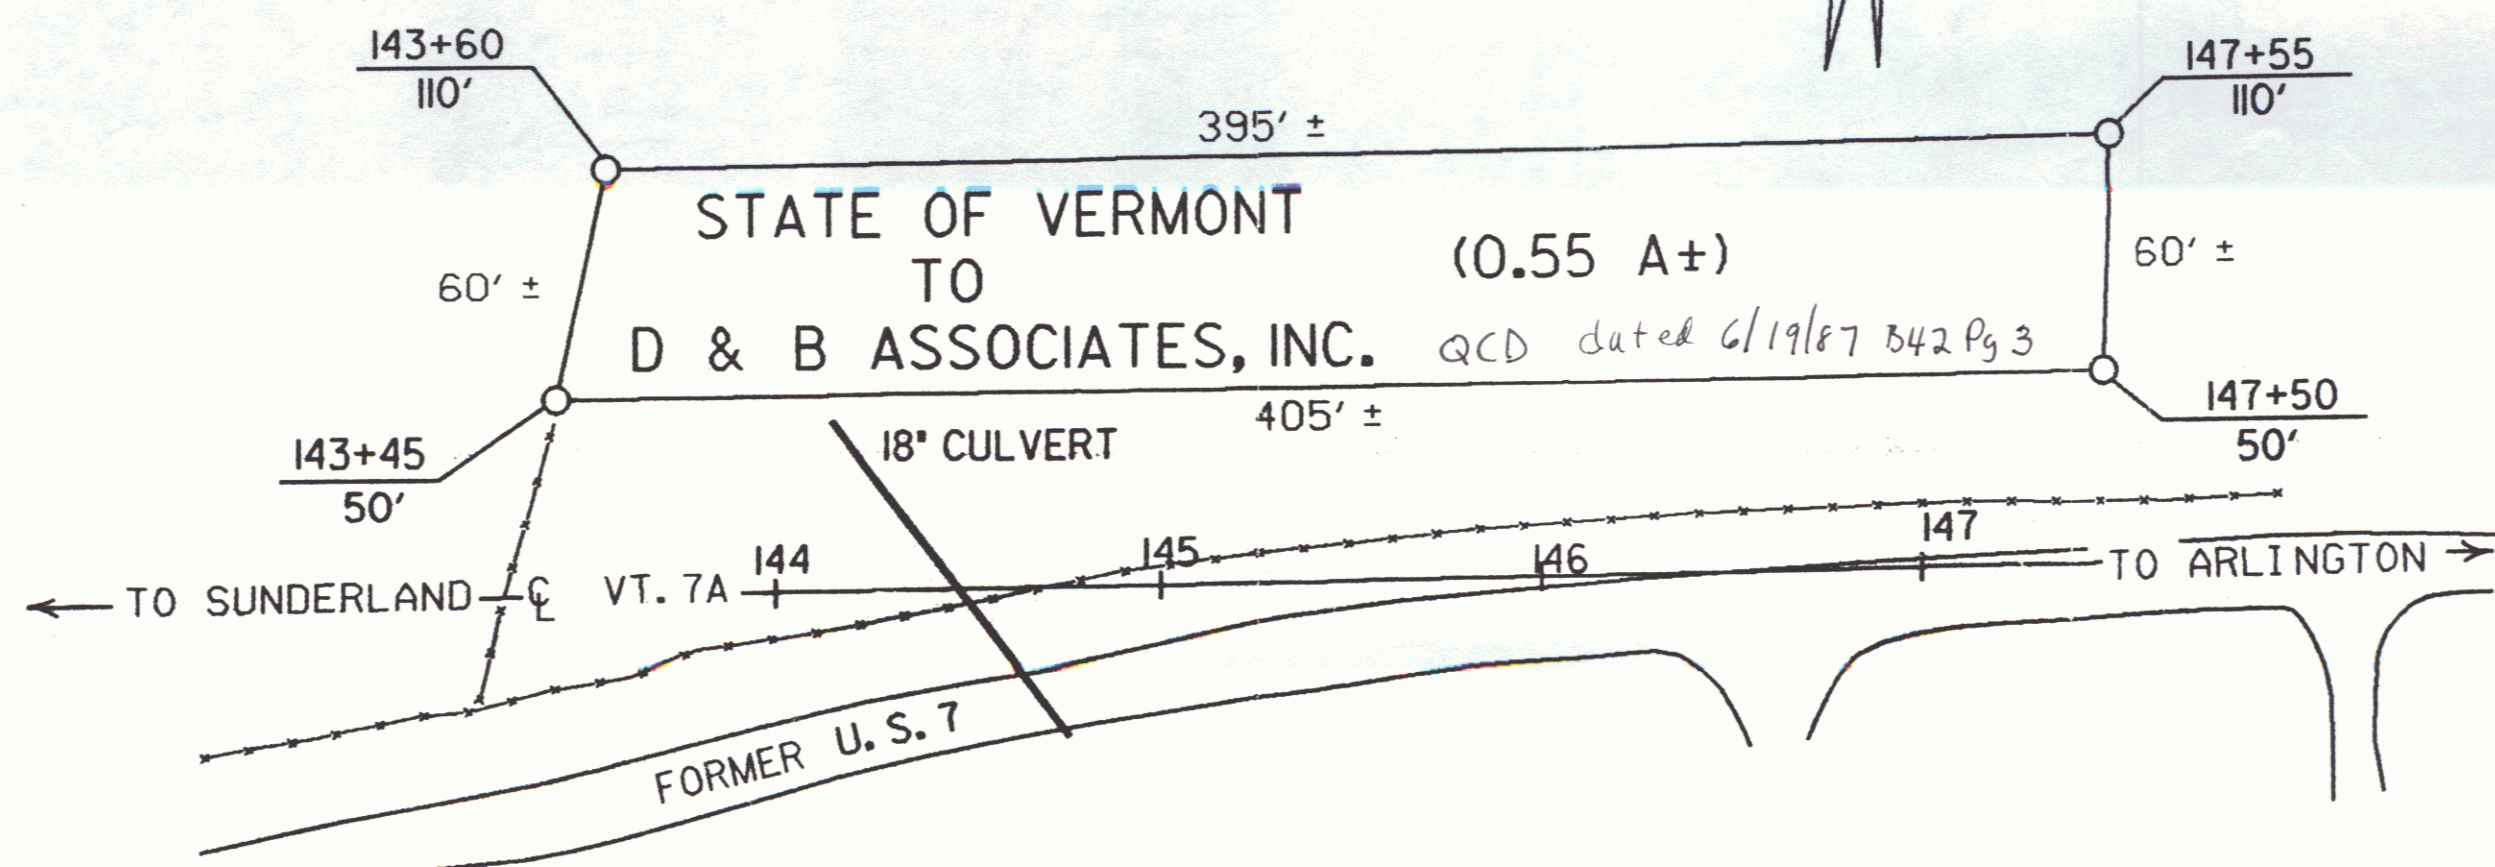 143+60
110'
147+55
110'
395' ±
STATE OF VERMONT
TO
D & B ASSOCIATES, INC.
(0.55 A±)
QCD dated 6/19/87 B42 Pg 3
60' ±
60' ±
405' ±
143+45
50'
147+50
50'
18" CULVERT
144
145
146
147
← TO SUNDERLAND
℄ VT. 7A
TO ARLINGTON →
FORMER U.S. 7